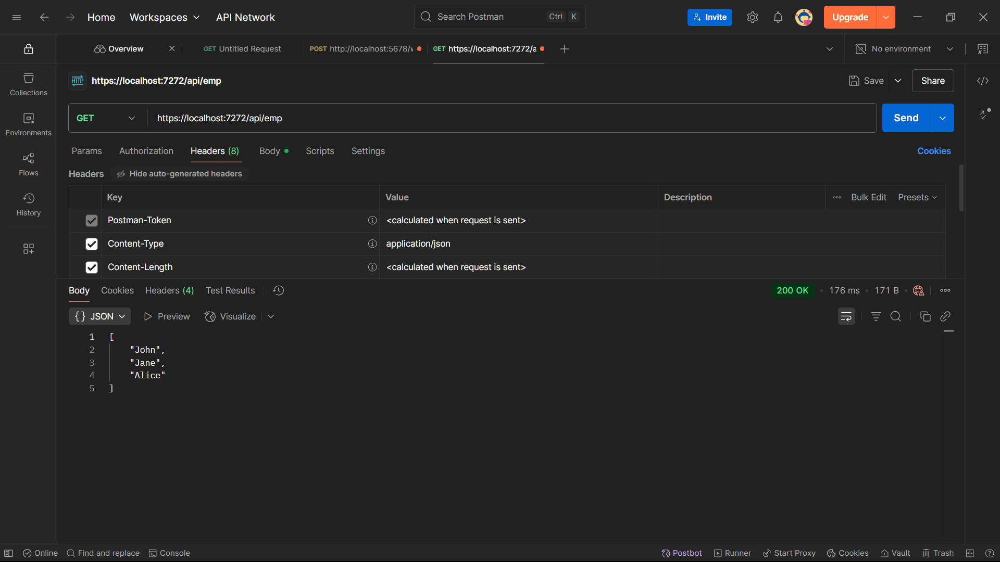 Home Workspaces API Network Search Postman Ctrl K Invite Upgrade
Overview GET Untitled Request POST http://localhost:5678/ GET https://localhost:7272/a No environment
HTTP https://localhost:7272/api/emp Save Share
Collections
GET https://localhost:7272/api/emp Send
Environments
Params Authorization Headers (8) Body Scripts Settings Cookies
Flows
Headers Hide auto-generated headers
Key Value Description Bulk Edit Presets
History
Postman-Token <calculated when request is sent>
Content-Type application/json
Content-Length <calculated when request is sent>
Body Cookies Headers (4) Test Results 200 OK 176 ms 171 B
{} JSON Preview Visualize
1 [
2 "John",
3 "Jane",
4 "Alice"
5 ]
Online Find and replace Console Postbot Runner Start Proxy Cookies Vault Trash